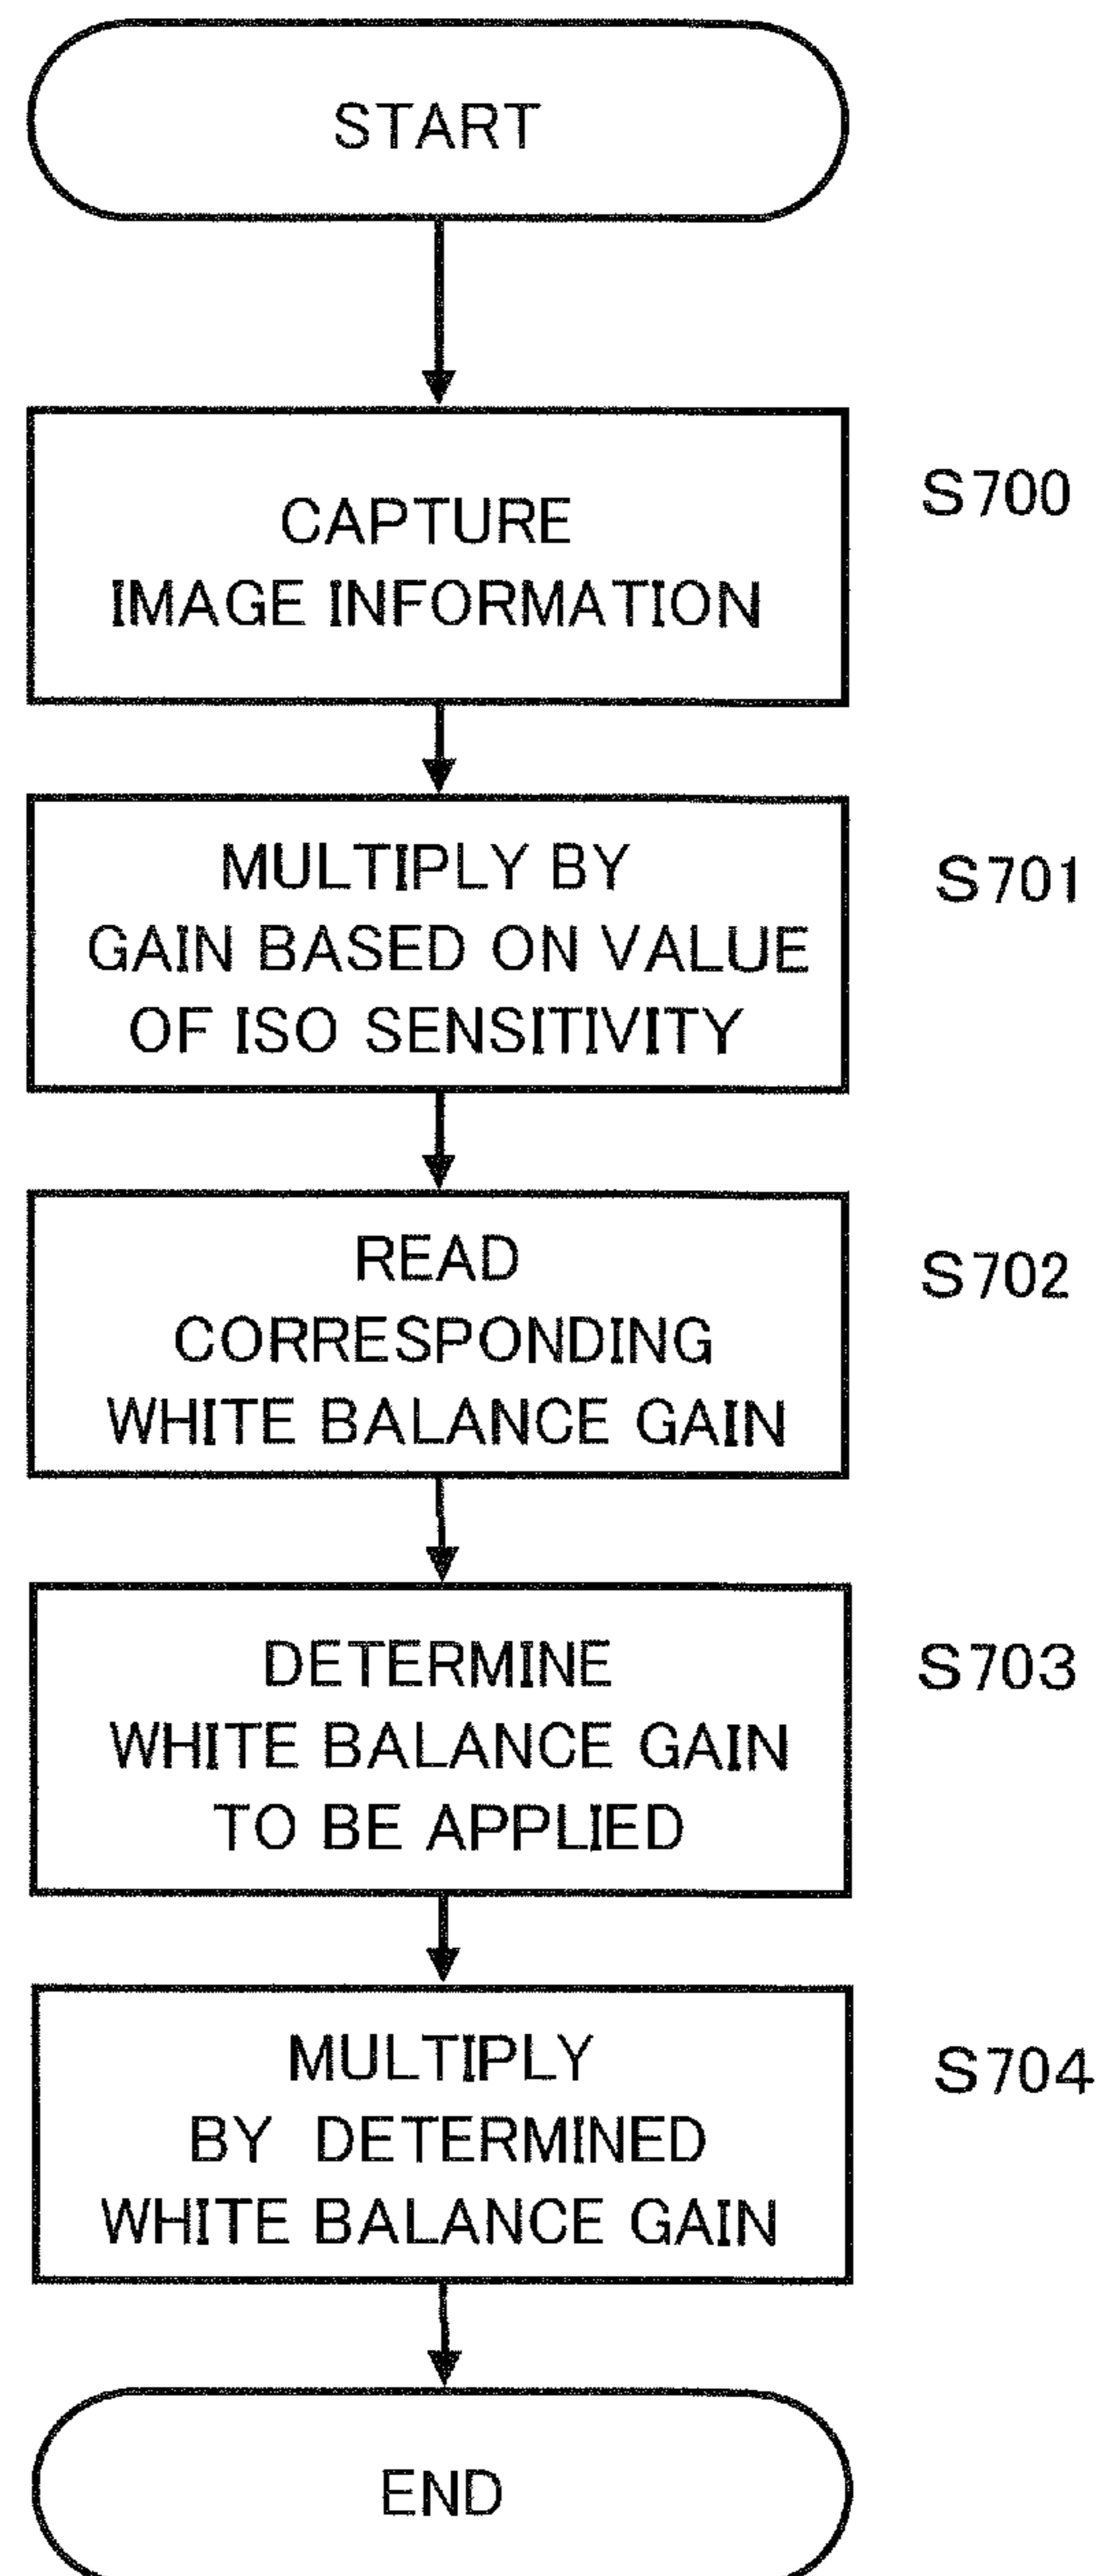 START
CAPTURE
IMAGE INFORMATION
S700
MULTIPLY BY
GAIN BASED ON VALUE
OF ISO SENSITIVITY
S701
READ
CORRESPONDING
WHITE BALANCE GAIN
S702
DETERMINE
WHITE BALANCE GAIN
TO BE APPLIED
S703
MULTIPLY
BY DETERMINED
WHITE BALANCE GAIN
S704
END